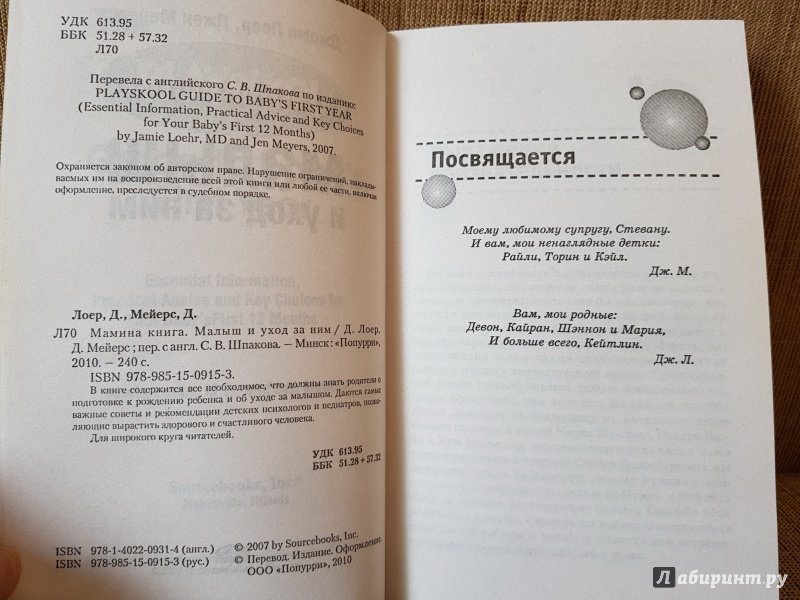 УДК 613.95
ББК 51.28 + 57.32
Л70
Перевела с английского С. В. Шпакова по изданию:
PLAYSKOOL GUIDE TO BABY'S FIRST YEAR
(Essential Information, Practical Advice and Key Choices
for Your Baby's First 12 Months)
by Jamie Loehr, MD and Jen Meyers, 2007.
Охраняется законом об авторском праве. Нарушение ограничений, наклады-
ваемых им на воспроизведение всей этой книги или любой ее части, включая
оформление, преследуется в судебном порядке.
Лоер, Д., Мейерс, Д.
Л70 Мамина книга. Малыш и уход за ним / Д. Лоер,
Д. Мейерс ; пер. с англ. С. В. Шпакова. — Минск: «Попурри»,
2010. — 240 с.
ISBN 978-985-15-0915-3.
В книге содержится все необходимое, что должны знать родители о
подготовке к рождению ребенка и об уходе за малышом. Даются самые
важные советы и рекомендации детских психологов и педиатров, позво-
ляющие вырастить здорового и счастливого человека.
Для широкого круга читателей.
УДК 613.95
ББК 51.28 + 57.32
ISBN 978-1-4022-0931-4 (англ.)
ISBN 978-985-15-0915-3 (рус.)
© 2007 by Sourcebooks, Inc.
© Перевод. Издание. Оформление.
ООО «Попурри», 2010
Посвящается
Моему любимому супругу, Стевану.
И вам, мои ненаглядные детки:
Райли, Торин и Кэйл.
Дж. М.
Вам, мои родные:
Девон, Кайран, Шэннон и Мария,
И больше всего, Кейтлин.
Дж. Л.
Лабиринт.ру